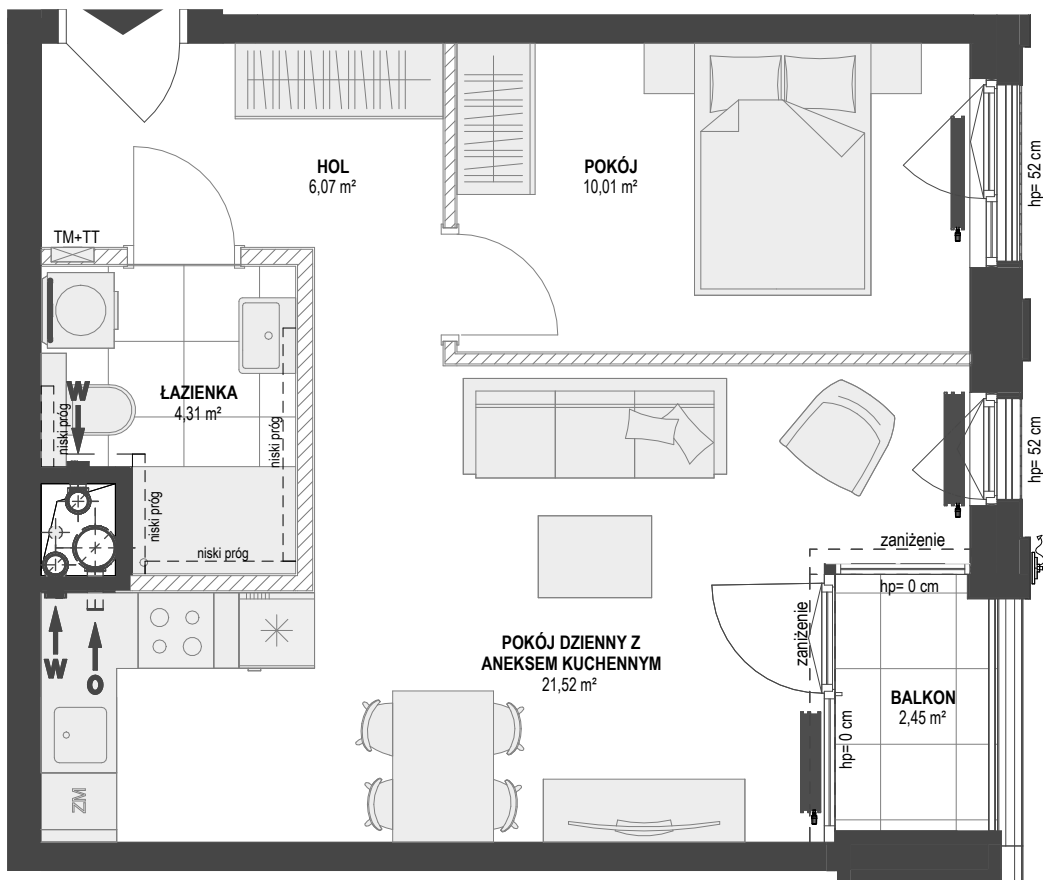 HOL
6,07 m²
POKÓJ
10,01 m²
hp= 52 cm
TM+TT
ŁAZIENKA
4,31 m²
W
niski próg
niski próg
niski próg
niski próg
hp= 52 cm
zaniżenie
hp= 0 cm
zaniżenie
W
O
POKÓJ DZIENNY Z
ANEKSEM KUCHENNYM
21,52 m²
BALKON
2,45 m²
hp= 0 cm
ZM